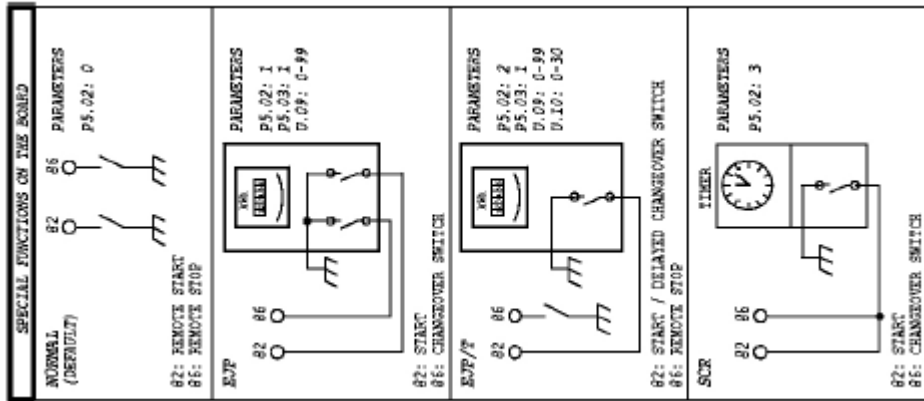 SPECIAL FUNCTIONS ON THE BOARD
NORMAL
(DEFAULT)
82
86
PARAMETERS
P5.02: 0
82: REMOTE START
86: REMOTE STOP
EJP
82
86
kWh
PARAMETERS
P5.02: 1
P5.03: 1
U.09: 0-99
82: START
86: CHANGEOVER SWITCH
EJP/T
82
86
kWh
PARAMETERS
P5.02: 2
P5.03: 1
U.09: 0-99
U.10: 0-30
82: START / DELAYED CHANGEOVER SWITCH
86: REMOTE STOP
SCR
82
86
TIMER
PARAMETERS
P5.02: 3
82: START
86: CHANGEOVER SWITCH